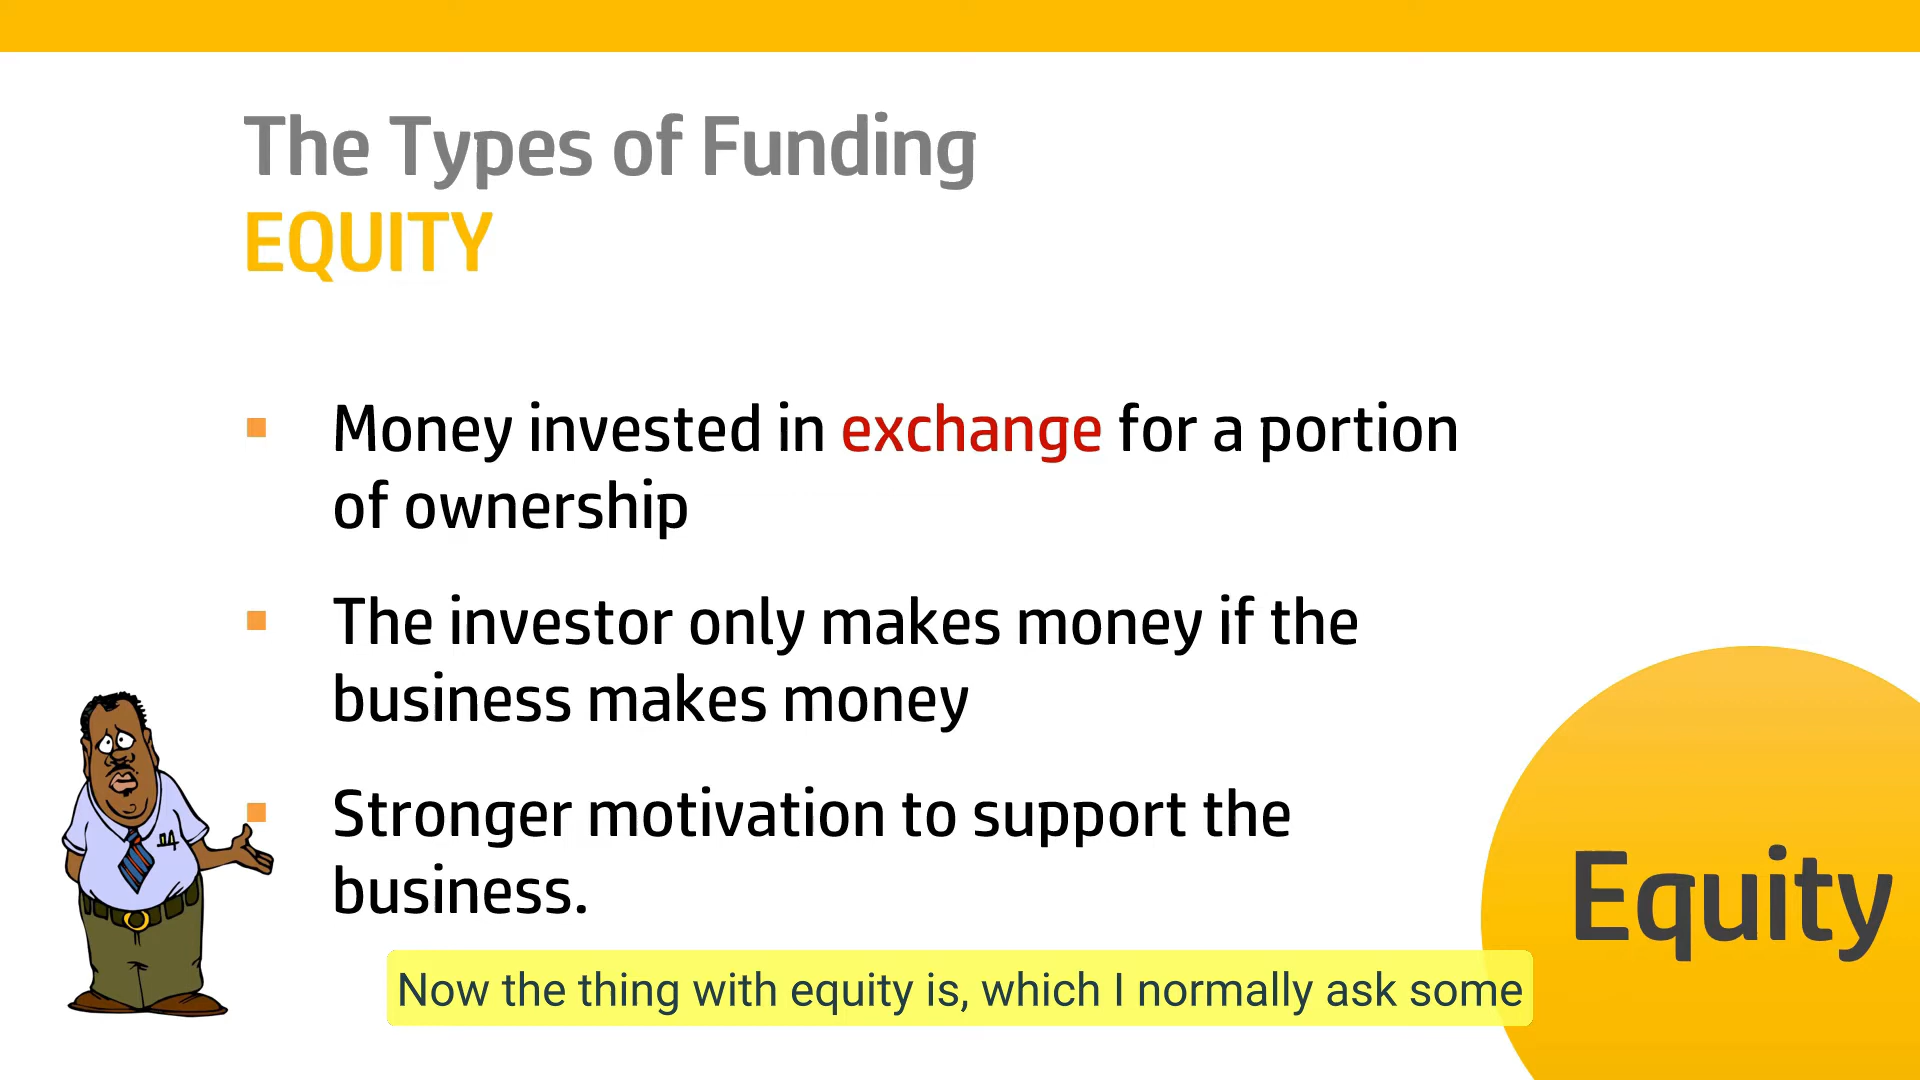 The Types of Funding
EQUITY
Money invested in exchange for a portion
of ownership
The investor only makes money if the
business makes money
Stronger motivation to support the
business.
Equity
Now the thing with equity is, which I normally ask some